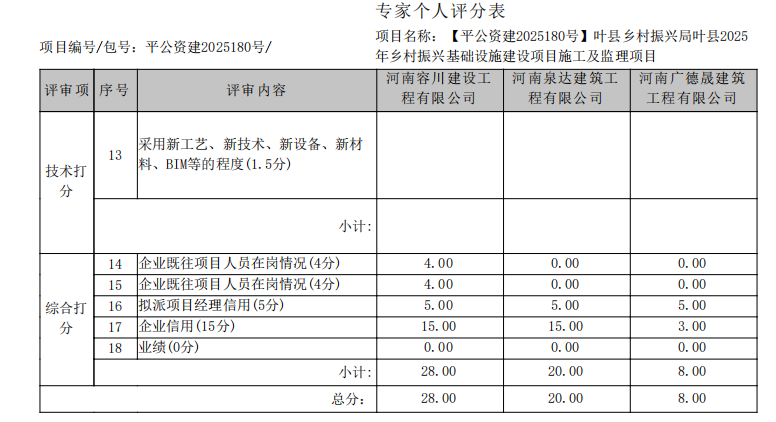 专家个人评分表
项目编号/包号: 平公资建2025180号/
项目名称: 【平公资建2025180号】叶县乡村振兴局叶县2025
年乡村振兴基础设施建设项目施工及监理项目
评审项 序号 评审内容 河南容川建设工 河南泉达建筑工 河南广德晟建筑
程有限公司 程有限公司 工程有限公司
技术打
分
13 采用新工艺、新技术、新设备、新材
料、BIM等的程度(1.5分)
小计:
综合打
分
14 企业既往项目人员在岗情况(4分) 4.00 0.00 0.00
15 企业既往项目人员在岗情况(4分) 4.00 0.00 0.00
16 拟派项目经理信用(5分) 5.00 5.00 5.00
17 企业信用(15分) 15.00 15.00 3.00
18 业绩(0分) 0.00 0.00 0.00
小计: 28.00 20.00 8.00
总分: 28.00 20.00 8.00